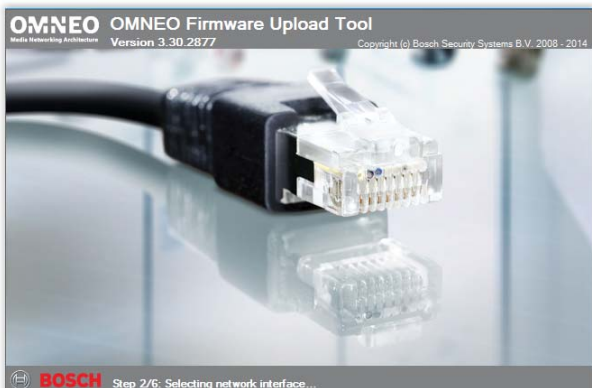 OMNEO OMNEO Firmware Upload Tool
Media Networking Architecture Version 3.30.2877 Copyright (c) Bosch Security Systems B.V. 2008 - 2014
BOSCH Step 2/6: Selecting network interface...